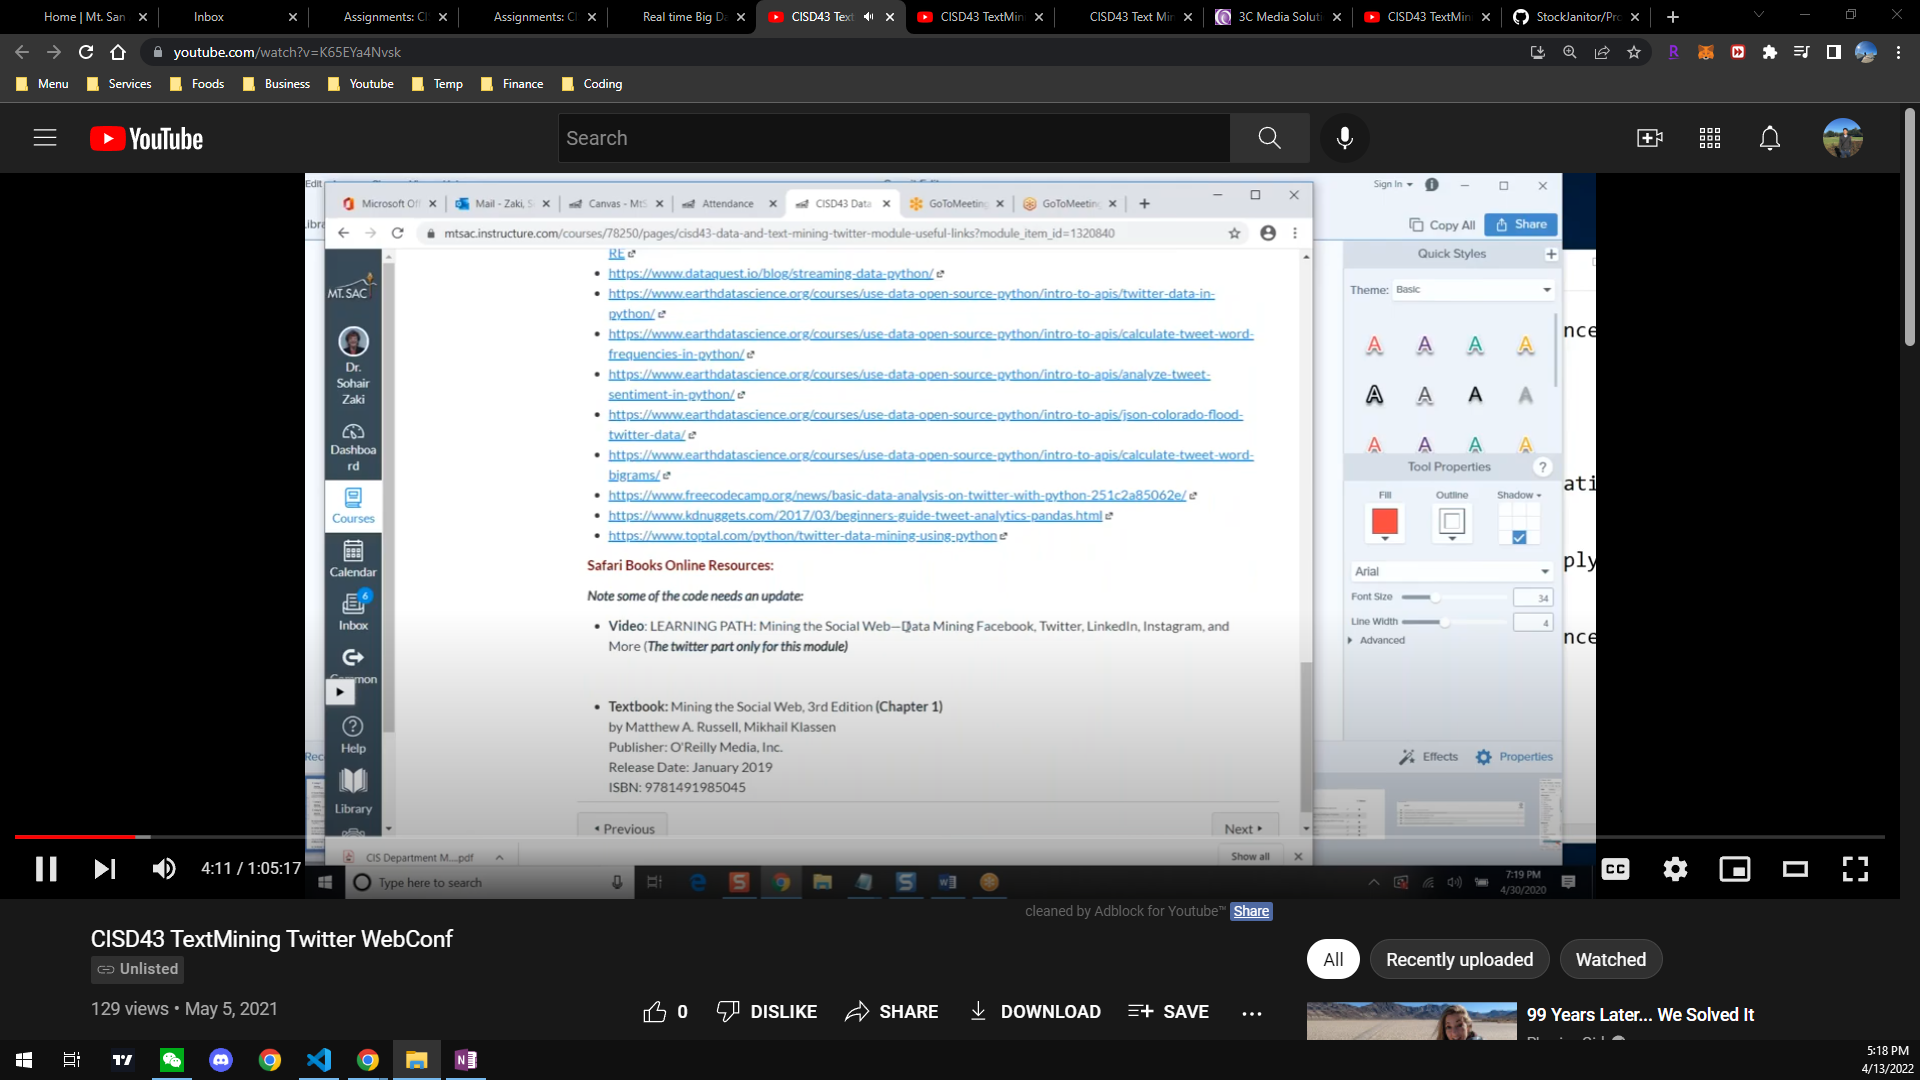 Home | Mt. San
Inbox
Assignments: CI
Assignments: CI
Real time Big Da
CISD43 Text
CISD43 TextMin
CISD43 Text Min
3C Media Soluti
CISD43 TextMin
StockJanitor/Pro
youtube.com/watch?v=K65EYa4Nvsk
Menu
Services
Foods
Business
Youtube
Temp
Finance
Coding
YouTube
Search
Edit
Sign In
Microsoft Off
Mail - Zaki, S
Canvas - MtS
Attendance
CISD43 Data
GoToMeeting
GoToMeeting
Copy All
Share
mtsac.instructure.com/courses/78250/pages/cisd43-data-and-text-mining-twitter-module-useful-links?module_item_id=1320840
Quick Styles
Theme: Basic
MT. SAC
Dr.
Sohair
Zaki
Dashboa
rd
Courses
Calendar
6
Inbox
Common
Help
Library
RE
https://www.dataquest.io/blog/streaming-data-python/
https://www.earthdatascience.org/courses/use-data-open-source-python/intro-to-apis/twitter-data-in-
python/
https://www.earthdatascience.org/courses/use-data-open-source-python/intro-to-apis/calculate-tweet-word-
frequencies-in-python/
https://www.earthdatascience.org/courses/use-data-open-source-python/intro-to-apis/analyze-tweet-
sentiment-in-python/
https://www.earthdatascience.org/courses/use-data-open-source-python/intro-to-apis/json-colorado-flood-
twitter-data/
https://www.earthdatascience.org/courses/use-data-open-source-python/intro-to-apis/calculate-tweet-word-
bigrams/
https://www.freecodecamp.org/news/basic-data-analysis-on-twitter-with-python-251c2a85062e/
https://www.kdnuggets.com/2017/03/beginners-guide-tweet-analytics-pandas.html
https://www.toptal.com/python/twitter-data-mining-using-python
Safari Books Online Resources:
Note some of the code needs an update:
Video: LEARNING PATH: Mining the Social Web—Data Mining Facebook, Twitter, LinkedIn, Instagram, and
More (The twitter part only for this module)
Textbook: Mining the Social Web, 3rd Edition (Chapter 1)
by Matthew A. Russell, Mikhail Klassen
Publisher: O'Reilly Media, Inc.
Release Date: January 2019
ISBN: 9781491985045
Previous
Next
A A A A
A A A A
A A A A
Tool Properties
?
Fill
Outline
Shadow
Arial
Font Size
34
Line Width
4
Advanced
Effects
Properties
nce
ati
ply
nce
CIS Department M....pdf
Show all
Type here to search
7:19 PM
4/30/2020
4:11 / 1:05:17
CC
cleaned by Adblock for Youtube™ Share
CISD43 TextMining Twitter WebConf
Unlisted
129 views • May 5, 2021
0
DISLIKE
SHARE
DOWNLOAD
SAVE
All
Recently uploaded
Watched
99 Years Later... We Solved It
5:18 PM
4/13/2022